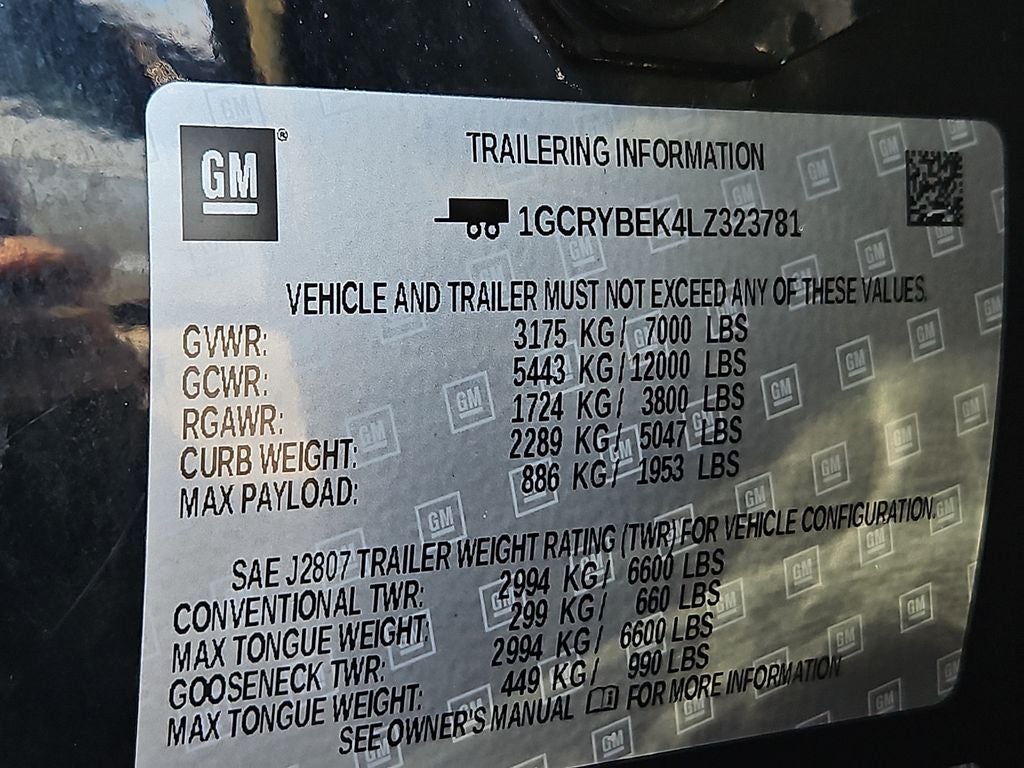 GM ®
TRAILERING INFORMATION
1GCRYBEK4LZ323781
VEHICLE AND TRAILER MUST NOT EXCEED ANY OF THESE VALUES.
GVWR: 3175 KG/ 7000 LBS
GCWR: 5443 KG/12000 LBS
RGAWR: 1724 KG/ 3800 LBS
CURB WEIGHT: 2289 KG/ 5047 LBS
MAX PAYLOAD: 886 KG/ 1953 LBS
SAE J2807 TRAILER WEIGHT RATING (TWR) FOR VEHICLE CONFIGURATION.
CONVENTIONAL TWR: 2994 KG/ 6600 LBS
MAX TONGUE WEIGHT: 299 KG/ 660 LBS
GOOSENECK TWR: 2994 KG/ 6600 LBS
MAX TONGUE WEIGHT: 449 KG/ 990 LBS
SEE OWNER'S MANUAL FOR MORE INFORMATION